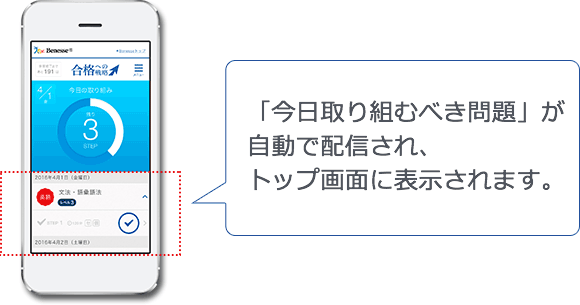 Benesse®
Benesseトップ
合格への戦略
4/1
今日の取り組み
残り
3
STEP
2016年4月1日（金曜日）
英語
文法・語彙語法
レベル3
STEP 1
2016年4月2日（土曜日）
「今日取り組むべき問題」が
自動で配信され、
トップ画面に表示されます。